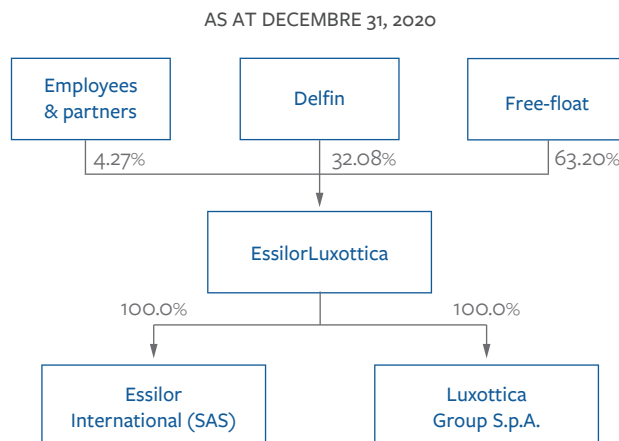 AS AT DECEMBRE 31, 2020
Employees
& partners
Delfin
Free-float
4.27%
32.08%
63.20%
EssilorLuxottica
100.0%
100.0%
Essilor
International (SAS)
Luxottica
Group S.p.A.